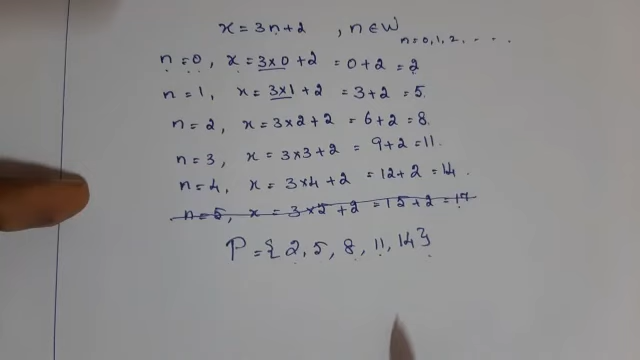 x = 3n+2 , n ∈ W
n=0,1,2, - - - -
n=0, x = 3×0+2 = 0+2 = 2
n=1, x = 3×1+2 = 3+2 = 5
n=2, x = 3×2+2 = 6+2 = 8
n=3, x = 3×3+2 = 9+2 = 11
n=4, x = 3×4+2 = 12+2 = 14
n=5, x = 3×5+2 = 15+2 = 17
P = {2, 5, 8, 11, 14}